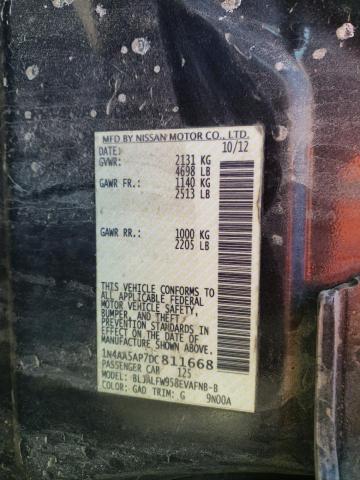 MFD BY NISSAN MOTOR CO., LTD.
DATE: 10/12
GVWR: 2131 KG
4698 LB
GAWR FR.: 1140 KG
2513 LB
GAWR RR.: 1000 KG
2205 LB
THIS VEHICLE CONFORMS TO
ALL APPLICABLE FEDERAL
MOTOR VEHICLE SAFETY,
BUMPER, AND THEFT
PREVENTION STANDARDS
IN EFFECT ON THE DATE
OF MANUFACTURE
SHOWN ABOVE.
1N4AA5AP7DC811668
PASSENGER CAR 125
MODEL: BLJALFW958EVAFNB-B
COLOR: GAD TRIM: G 9N00A